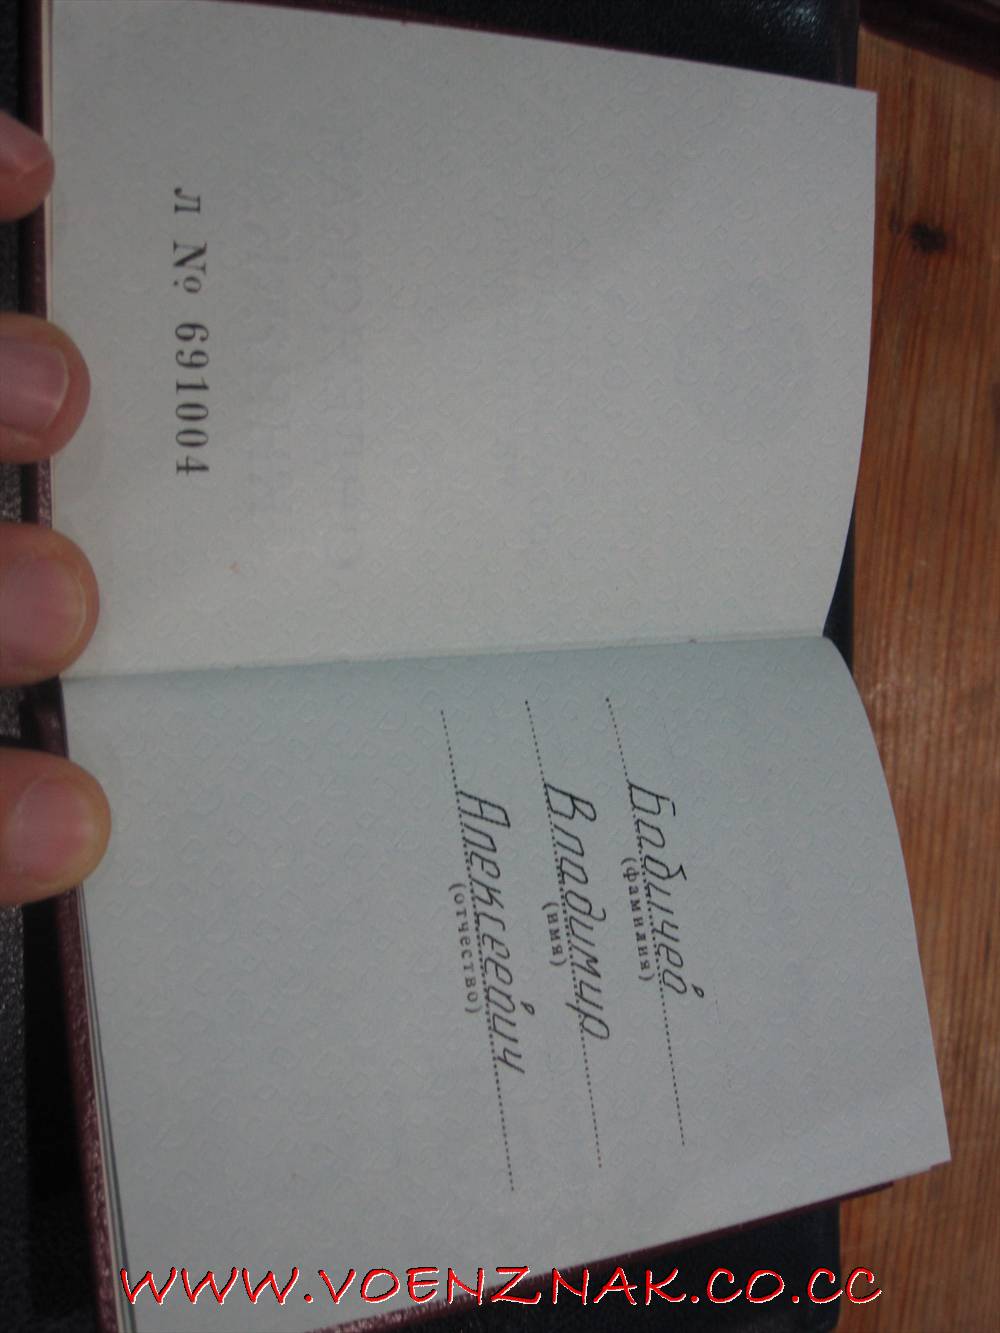 Л № 691004
Бабичев
(фамилия)
Владимир
(имя)
Алексеевич
(отчество)
WWW.VOENZNAK.CO.CC